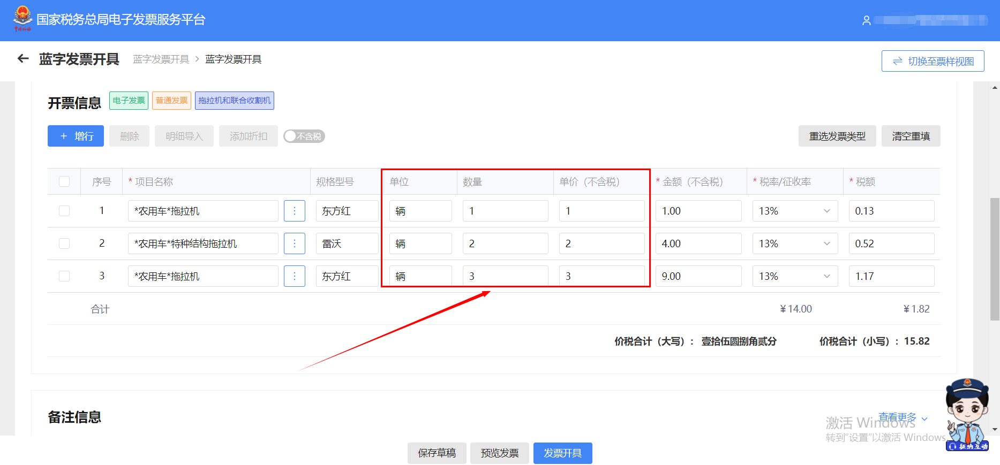 国家税务总局电子发票服务平台
中国税务
蓝字发票开具 蓝字发票开具 > 蓝字发票开具
切换至票样视图
开票信息 电子发票 普通发票 拖拉机和联合收割机
+ 增行 删除 明细导入 添加折扣 不含税 重选发票类型 清空重填
序号 * 项目名称 规格型号 单位 数量 单价（不含税） * 金额（不含税） * 税率/征收率 * 税额
1 *农用车*拖拉机 东方红 辆 1 1 1.00 13% 0.13
2 *农用车*特种结构拖拉机 雷沃 辆 2 2 4.00 13% 0.52
3 *农用车*拖拉机 东方红 辆 3 3 9.00 13% 1.17
合计 ¥14.00 ¥1.82
价税合计（大写）： 壹拾伍圆捌角贰分 价税合计（小写）：15.82
备注信息
查看更多
激活 Windows
转到“设置”以激活 Windows
征纳互动
保存草稿 预览发票 发票开具